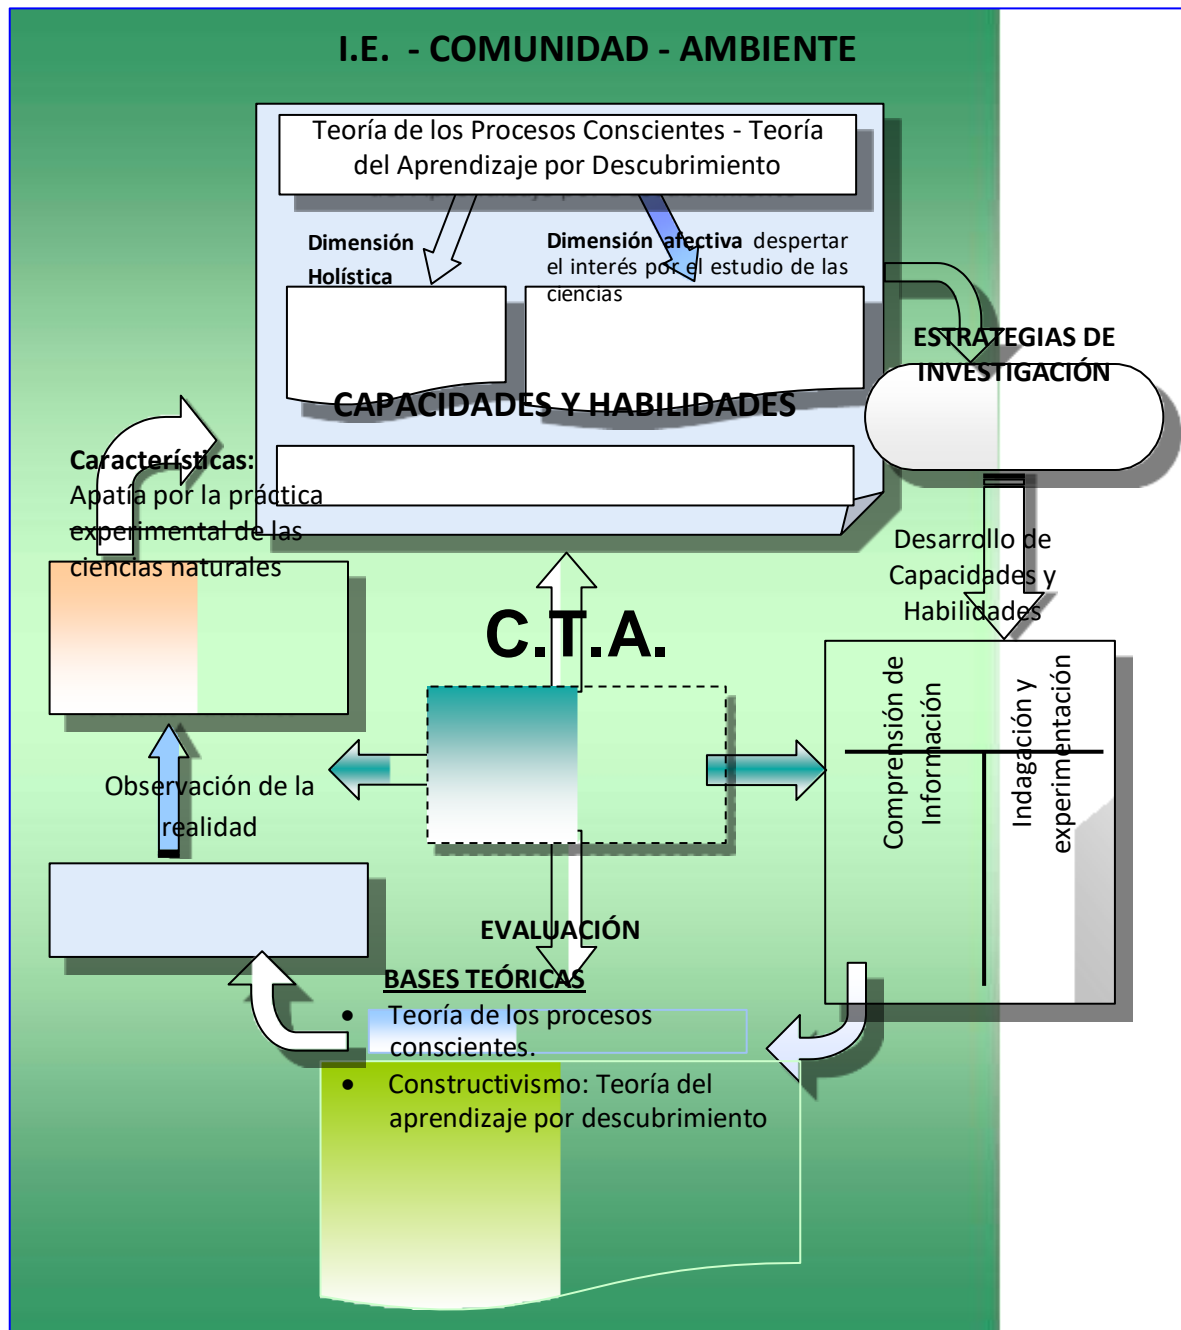 I.E. - COMUNIDAD - AMBIENTE
Teoría de los Procesos Conscientes - Teoría
del Aprendizaje por Descubrimiento
Dimensión
Holística
Dimensión afectiva despertar
el interés por el estudio de las
ciencias
ESTRATEGIAS DE
INVESTIGACIÓN
CAPACIDADES Y HABILIDADES
Características:
Apatía por la práctica
experimental de las
ciencias naturales
Desarrollo de
Capacidades y
Habilidades
C.T.A.
Comprensión de
Información
Indagación y
experimentación
Observación de la
realidad
EVALUACIÓN
BASES TEÓRICAS
• Teoría de los procesos
conscientes.
• Constructivismo: Teoría del
aprendizaje por descubrimiento